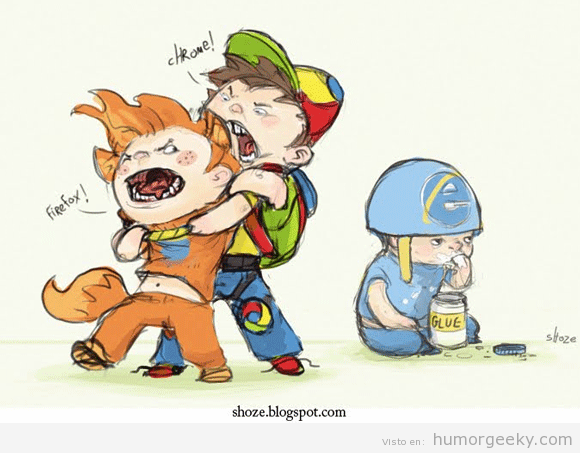 CHROME!
FIREFOX!
e
GLUE
shoze
shoze.blogspot.com
visto en: humorgeeky.com